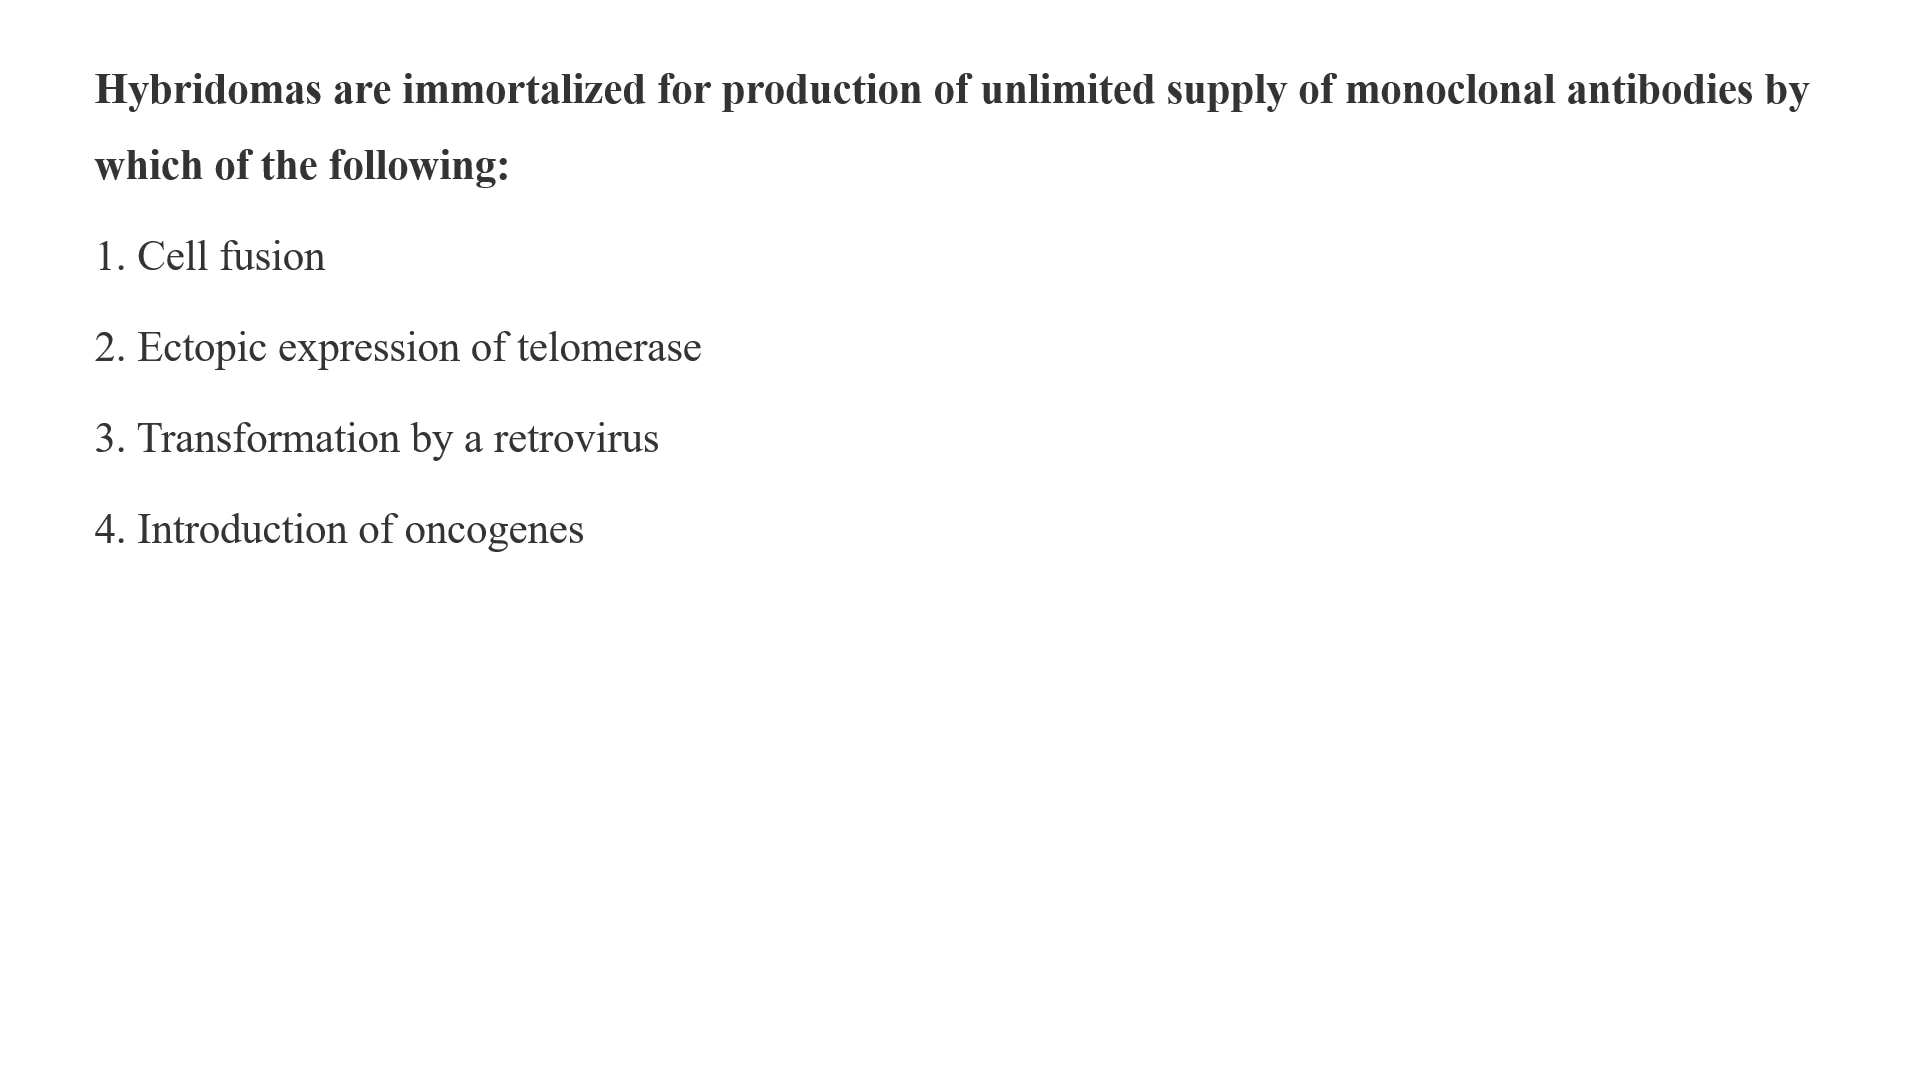 Hybridomas are immortalized for production of unlimited supply of monoclonal antibodies by
which of the following:
1. Cell fusion
2. Ectopic expression of telomerase
3. Transformation by a retrovirus
4. Introduction of oncogenes